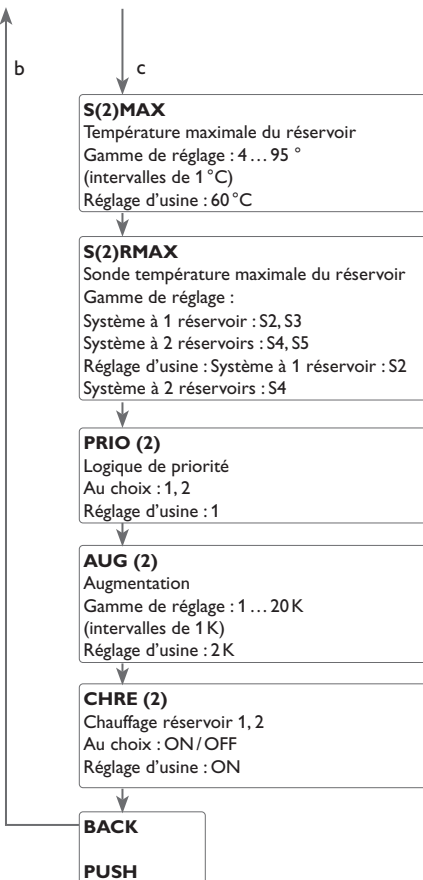 b
c
S(2)MAX
Température maximale du réservoir
Gamme de réglage : 4 … 95 °
(intervalles de 1 °C)
Réglage d'usine : 60 °C
S(2)RMAX
Sonde température maximale du réservoir
Gamme de réglage :
Système à 1 réservoir : S2, S3
Système à 2 réservoirs : S4, S5
Réglage d'usine : Système à 1 réservoir : S2
Système à 2 réservoirs : S4
PRIO (2)
Logique de priorité
Au choix : 1, 2
Réglage d'usine : 1
AUG (2)
Augmentation
Gamme de réglage : 1 … 20 K
(intervalles de 1 K)
Réglage d'usine : 2 K
CHRE (2)
Chauffage réservoir 1, 2
Au choix : ON / OFF
Réglage d'usine : ON
BACK
PUSH